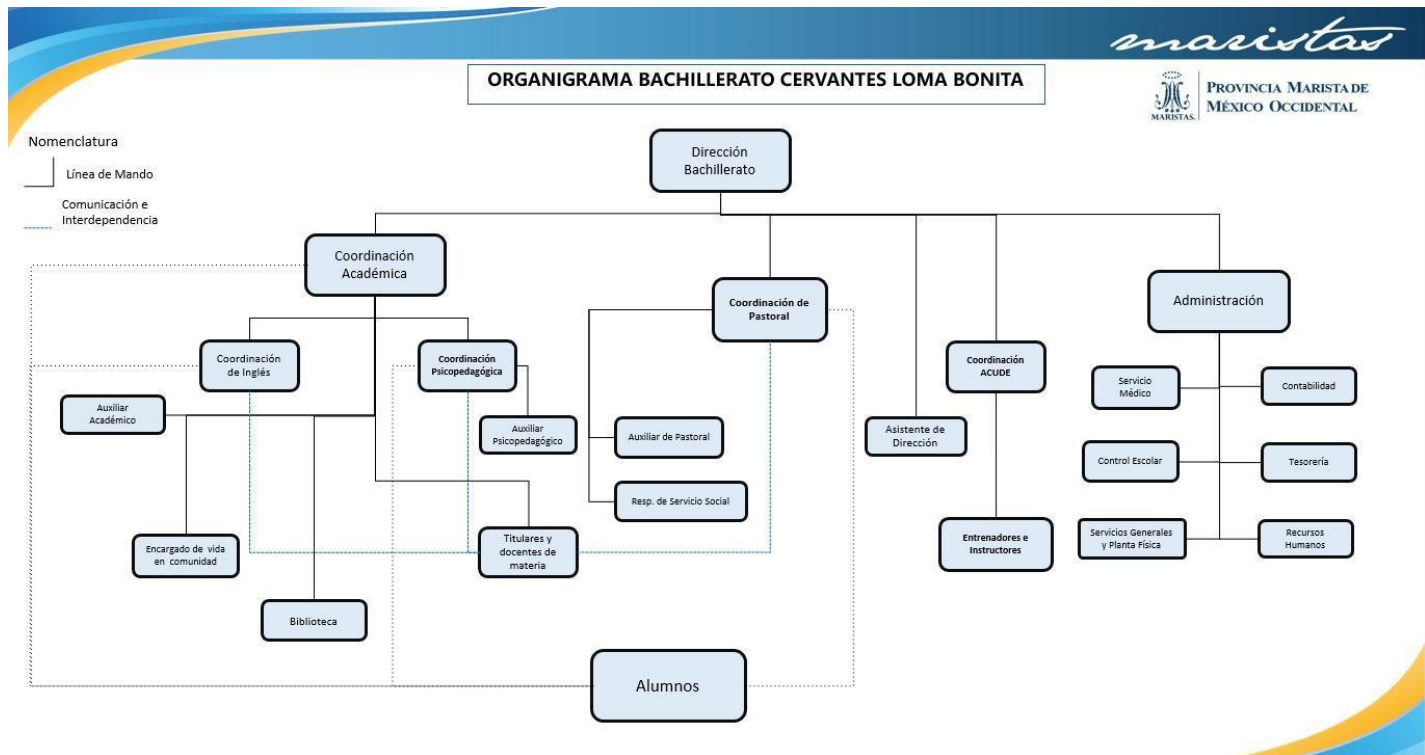 maristas
ORGANIGRAMA BACHILLERATO CERVANTES LOMA BONITA
MARISTAS.
PROVINCIA MARISTA DE
MÉXICO OCCIDENTAL
Nomenclatura
Línea de Mando
Comunicación e
Interdependencia
Dirección
Bachillerato
Coordinación
Académica
Coordinación de
Pastoral
Administración
Coordinación
de Inglés
Coordinación
Psicopedagógica
Coordinación
ACUDE
Servicio
Médico
Contabilidad
Auxiliar
Académico
Auxiliar
Psicopedagógico
Auxiliar de Pastoral
Asistente de
Dirección
Control Escolar
Tesorería
Resp. de Servicio Social
Encargado de vida
en comunidad
Titulares y
docentes de
materia
Entrenadores e
Instructores
Servicios Generales
y Planta Física
Recursos
Humanos
Biblioteca
Alumnos